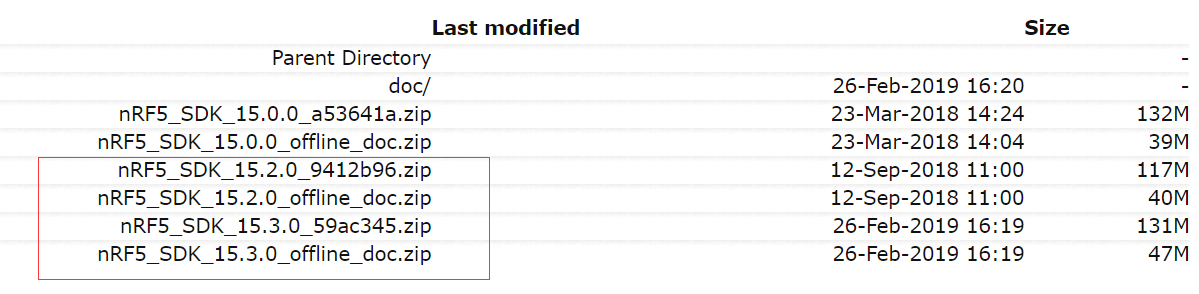 Last modified Size
Parent Directory -
doc/ 26-Feb-2019 16:20 -
nRF5_SDK_15.0.0_a53641a.zip 23-Mar-2018 14:24 132M
nRF5_SDK_15.0.0_offline_doc.zip 23-Mar-2018 14:04 39M
nRF5_SDK_15.2.0_9412b96.zip 12-Sep-2018 11:00 117M
nRF5_SDK_15.2.0_offline_doc.zip 12-Sep-2018 11:00 40M
nRF5_SDK_15.3.0_59ac345.zip 26-Feb-2019 16:19 131M
nRF5_SDK_15.3.0_offline_doc.zip 26-Feb-2019 16:19 47M